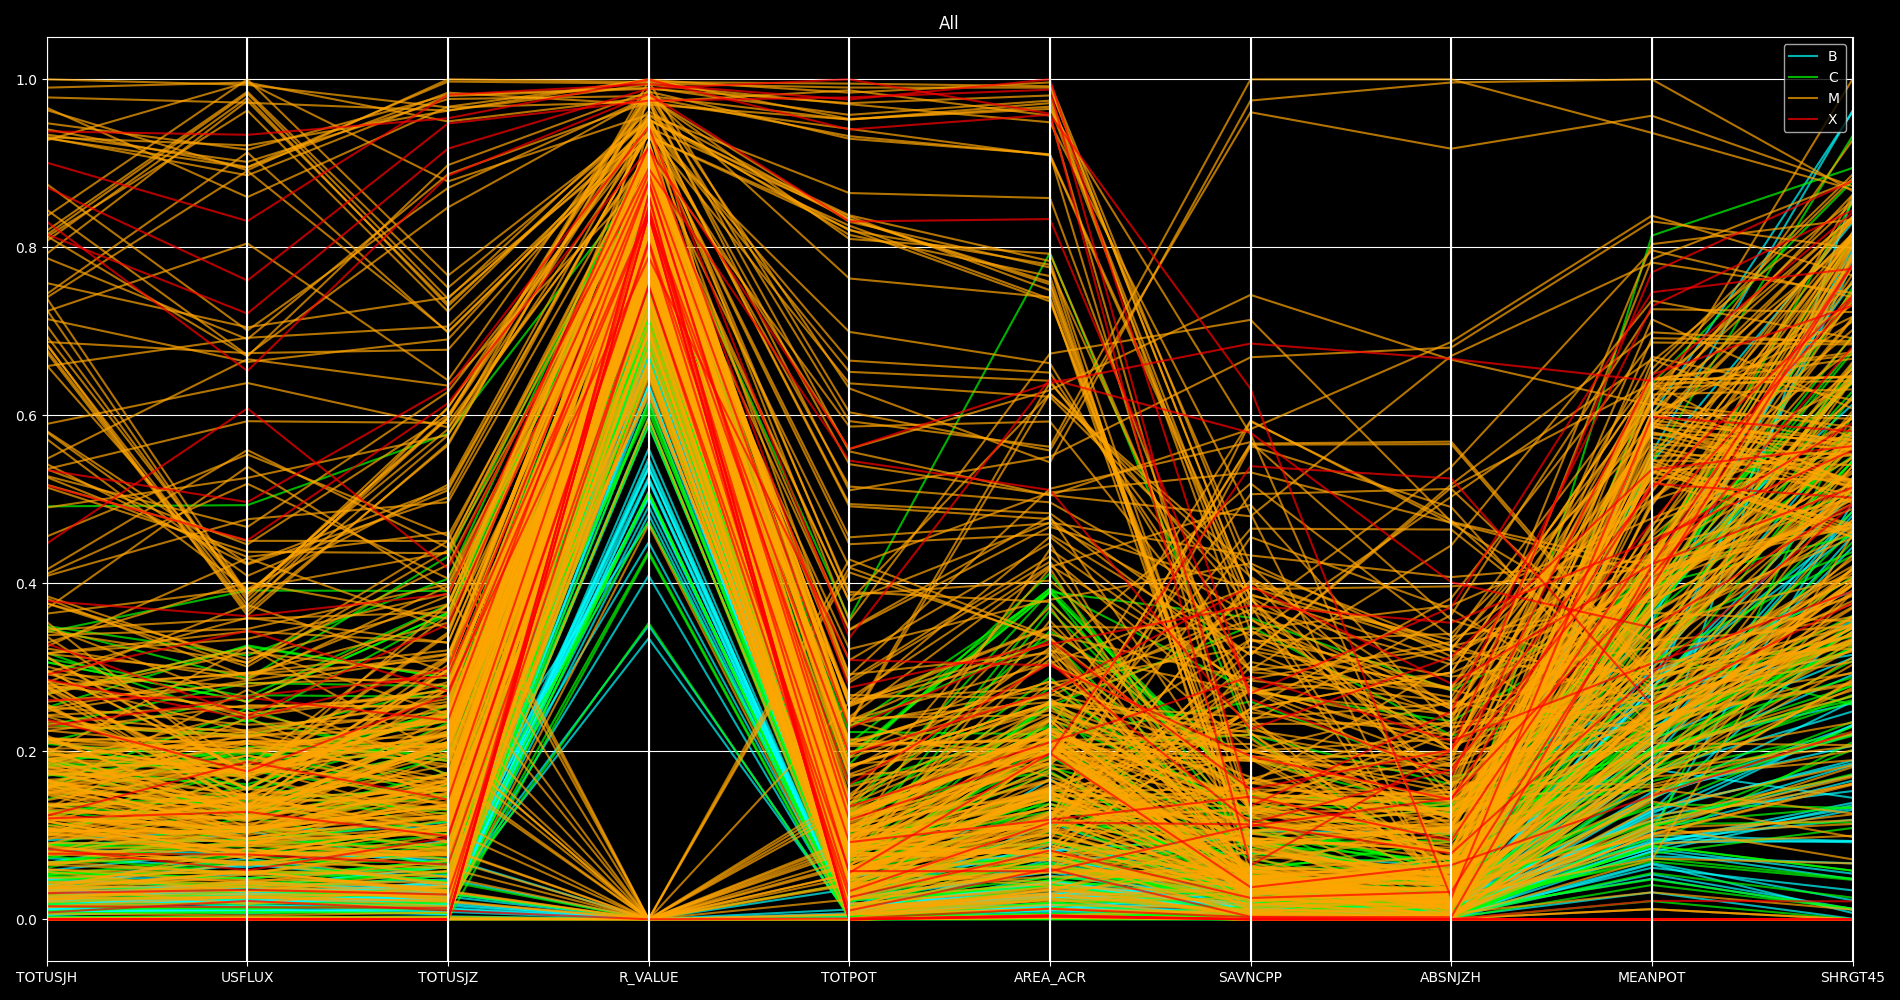 All
B
C
M
X
1.0
0.8
0.6
0.4
0.2
0.0
TOTUSJH USFLUX TOTUSJZ R_VALUE TOTPOT AREA_ACR SAVNCPP ABSNJZH MEANPOT SHRGT45